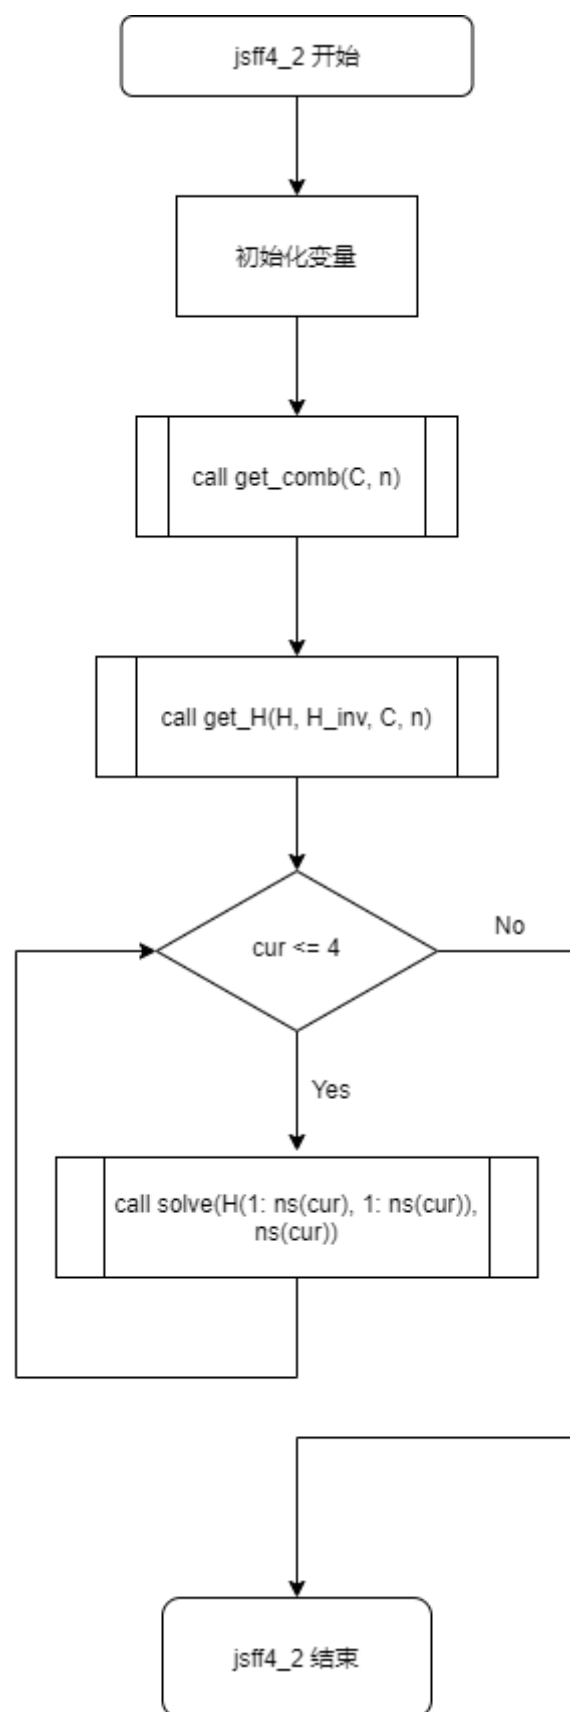 jsff4_2 开始
初始化变量
call get_comb(C, n)
call get_H(H, H_inv, C, n)
cur <= 4
No
Yes
call solve(H(1: ns(cur), 1: ns(cur)),
ns(cur))
jsff4_2 结束